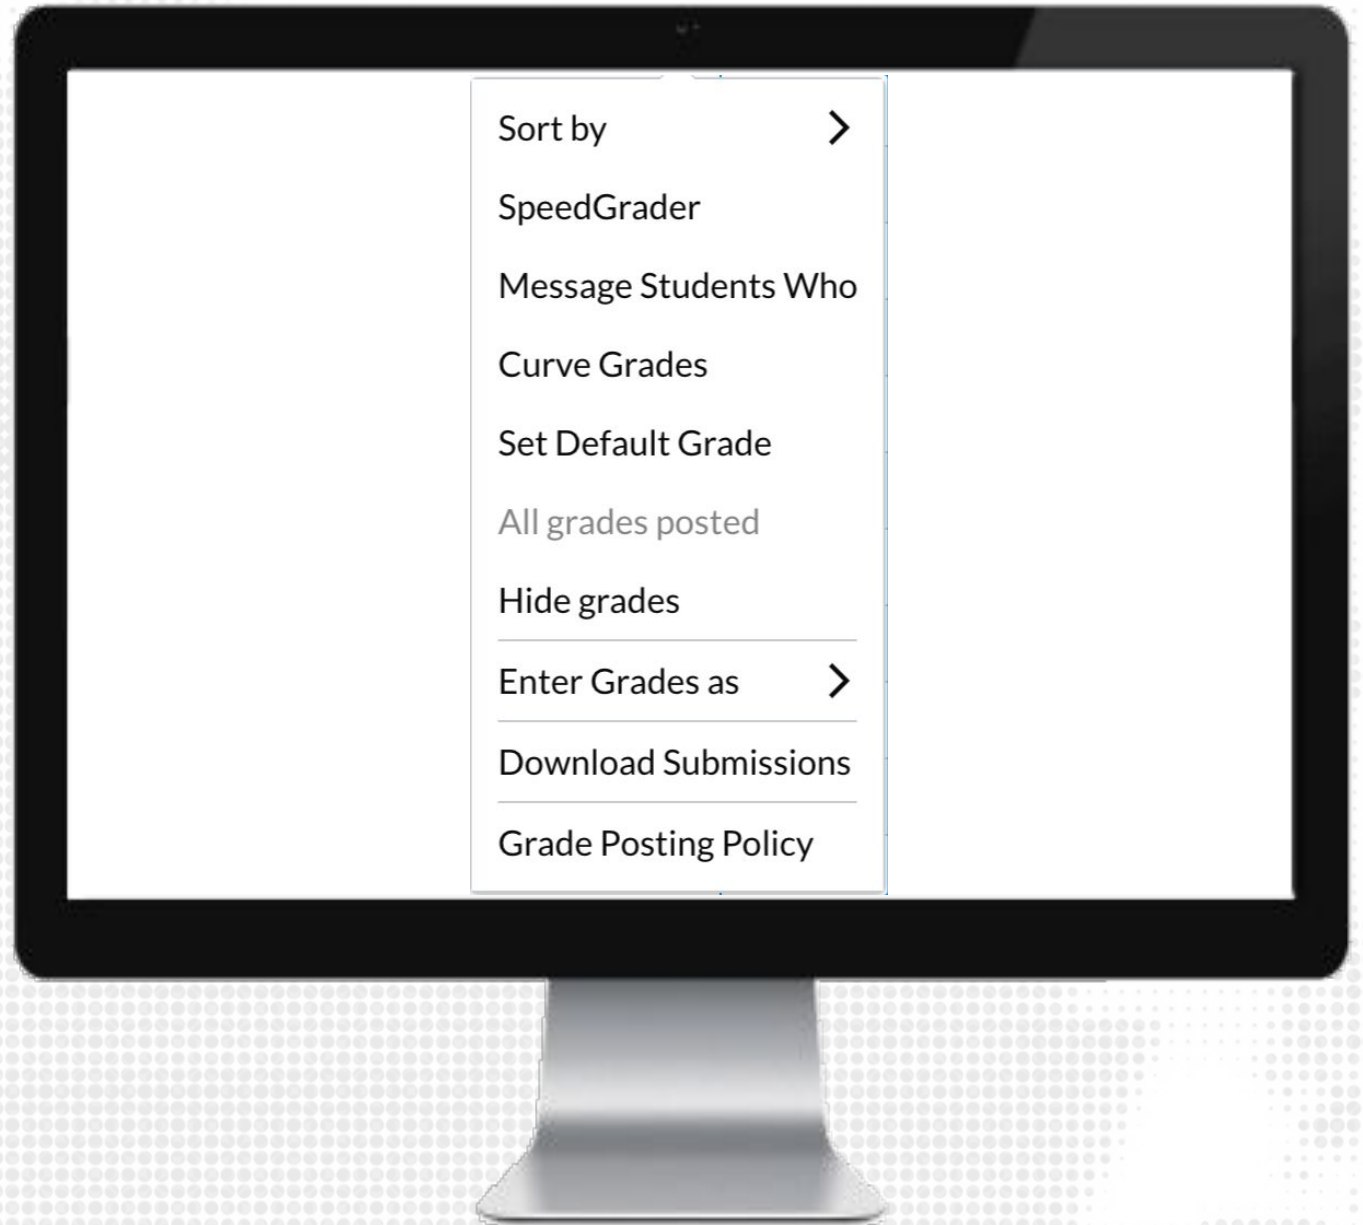 Sort by
SpeedGrader
Message Students Who
Curve Grades
Set Default Grade
All grades posted
Hide grades
Enter Grades as
Download Submissions
Grade Posting Policy